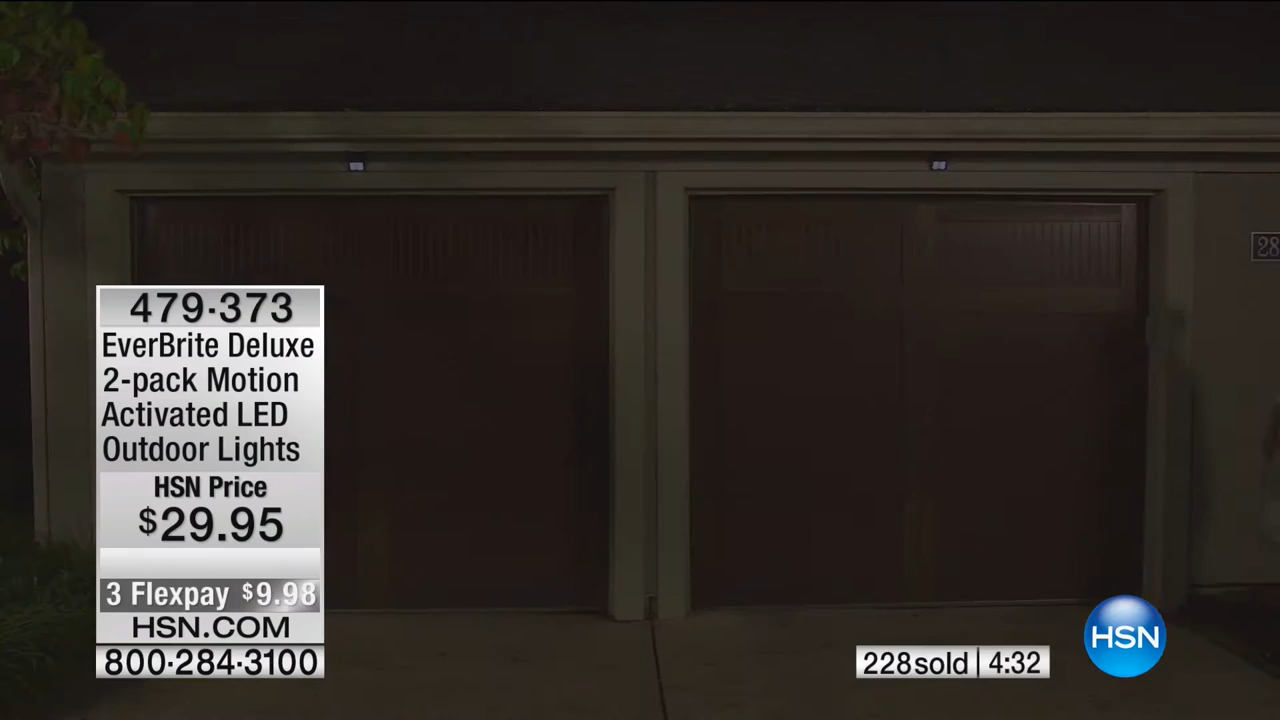 28
479-373
EverBrite Deluxe
2-pack Motion
Activated LED
Outdoor Lights
HSN Price
$29.95
3 Flexpay $9.98
HSN.COM
800-284-3100
228sold | 4:32
HSN